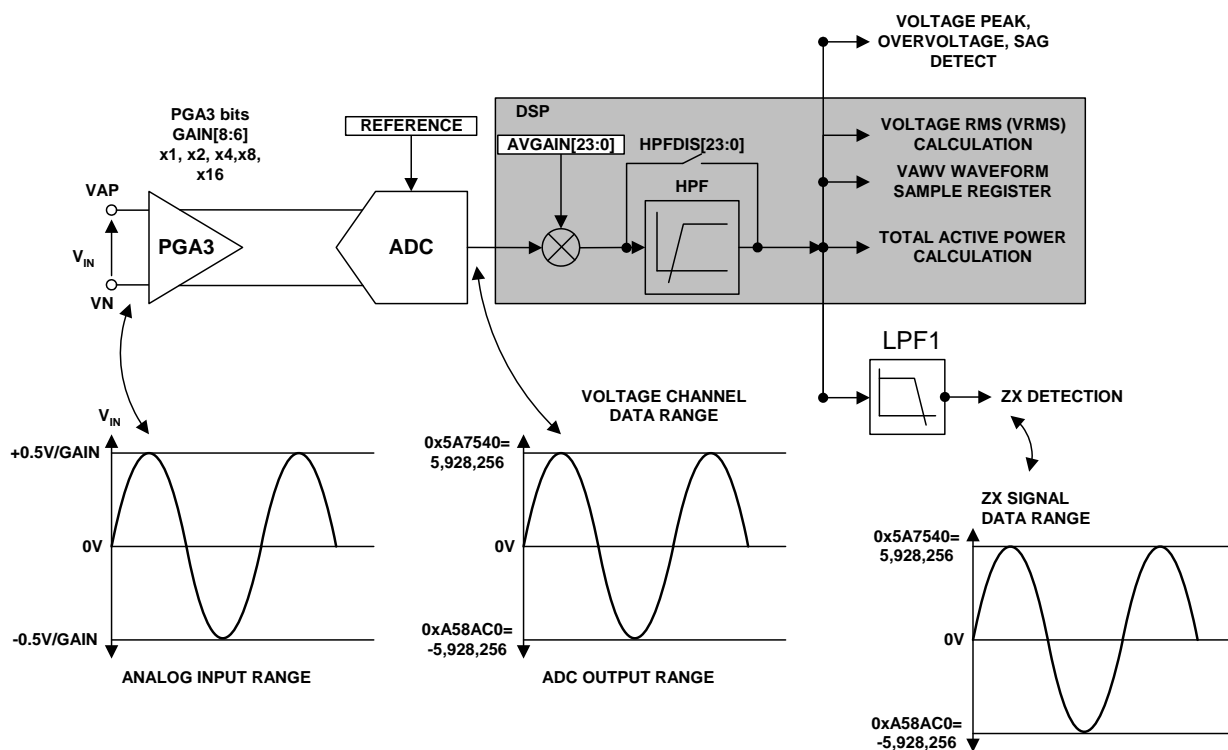 VOLTAGE PEAK,
OVERVOLTAGE, SAG
DETECT
DSP
PGA3 bits
GAIN[8:6]
x1, x2, x4,x8,
x16
REFERENCE
AVGAIN[23:0]
HPFDIS[23:0]
VOLTAGE RMS (VRMS)
CALCULATION
HPF
VAWV WAVEFORM
SAMPLE REGISTER
VAP
PGA3
ADC
TOTAL ACTIVE POWER
CALCULATION
VIN
VN
LPF1
ZX DETECTION
VOLTAGE CHANNEL
DATA RANGE
VIN
+0.5V/GAIN
0V
-0.5V/GAIN
ANALOG INPUT RANGE
0x5A7540=
5,928,256
0V
0xA58AC0=
-5,928,256
ADC OUTPUT RANGE
ZX SIGNAL
DATA RANGE
0x5A7540=
5,928,256
0V
0xA58AC0=
-5,928,256